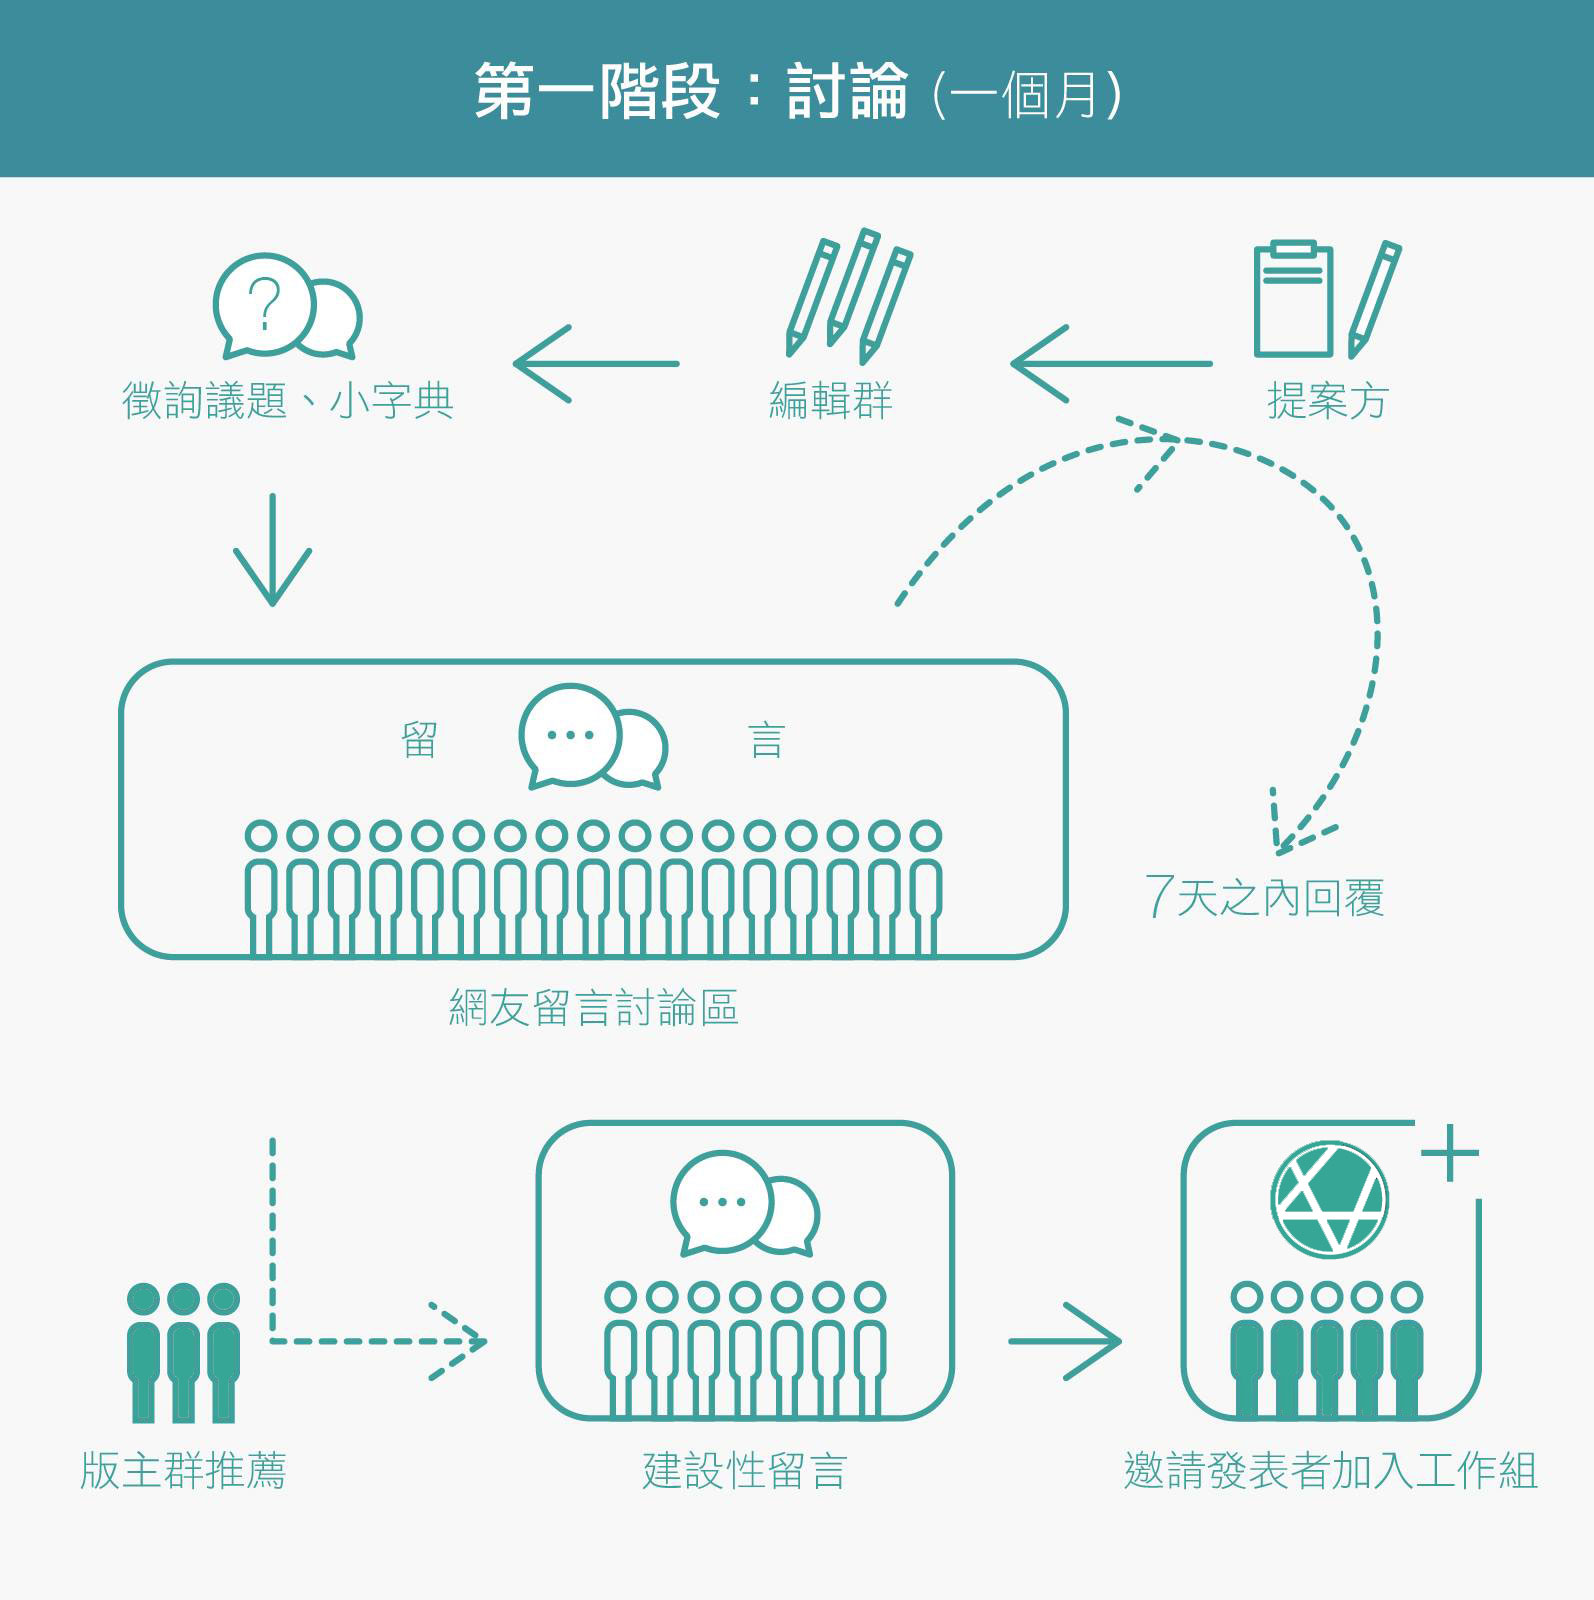 第一階段：討論 (一個月)
?
徵詢議題、小字典
編輯群
提案方
留 言
7天之內回覆
網友留言討論區
版主群推薦
建設性留言
邀請發表者加入工作組